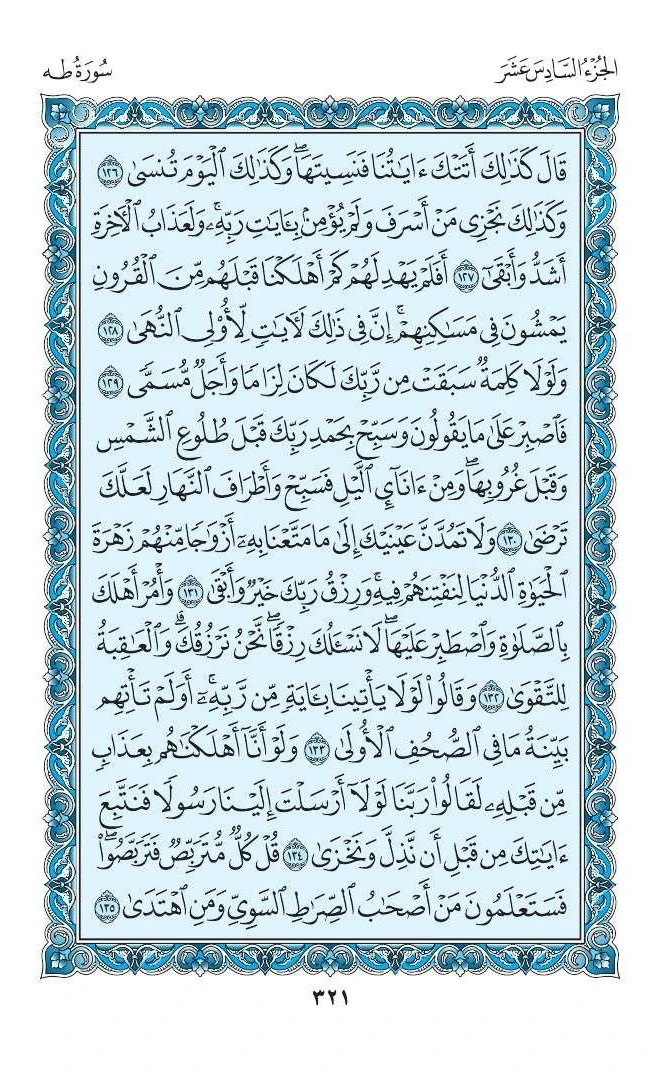 الجُزْءُ السَّادِسَ عَشَرَ
سُورَةُ طه
قَالَ كَذَٰلِكَ أَتَتْكَ ءَايَٰتُنَا فَنَسِيتَهَاۖ وَكَذَٰلِكَ ٱلْيَوْمَ تُنسَىٰ ١٢٦
وَكَذَٰلِكَ نَجْزِى مَنْ أَسْرَفَ وَلَمْ يُؤْمِنۢ بِـَٔايَٰتِ رَبِّهِۦۚ وَلَعَذَابُ ٱلْـَٔاخِرَةِ
أَشَدُّ وَأَبْقَىٰٓ ١٢٧ أَفَلَمْ يَهْدِ لَهُمْ كَمْ أَهْلَكْنَا قَبْلَهُم مِّنَ ٱلْقُرُونِ
يَمْشُونَ فِى مَسَٰكِنِهِمْۚ إِنَّ فِى ذَٰلِكَ لَـَٔايَٰتٍ لِّأُو۟لِى ٱلنُّهَىٰ ١٢٨
وَلَوْلَا كَلِمَةٌ سَبَقَتْ مِن رَّبِّكَ لَكَانَ لِزَامًا وَأَجَلٌ مُّسَمًّى ١٢٩
فَٱصْبِرْ عَلَىٰ مَا يَقُولُونَ وَسَبِّحْ بِحَمْدِ رَبِّكَ قَبْلَ طُلُوعِ ٱلشَّمْسِ
وَقَبْلَ غُرُوبِهَاۖ وَمِنْ ءَانَآئِ ٱلَّيْلِ فَسَبِّحْ وَأَطْرَافَ ٱلنَّهَارِ لَعَلَّكَ
تَرْضَىٰ ١٣٠ وَلَا تَمُدَّنَّ عَيْنَيْكَ إِلَىٰ مَا مَتَّعْنَا بِهِۦٓ أَزْوَٰجًا مِّنْهُمْ زَهْرَةَ
ٱلْحَيَوٰةِ ٱلدُّنْيَا لِنَفْتِنَهُمْ فِيهِۚ وَرِزْقُ رَبِّكَ خَيْرٌ وَأَبْقَىٰ ١٣١ وَأْمُرْ أَهْلَكَ
بِٱلصَّلَوٰةِ وَٱصْطَبِرْ عَلَيْهَاۖ لَا نَسْـَٔلُكَ رِزْقًاۖ نَّحْنُ نَرْزُقُكَۗ وَٱلْعَٰقِبَةُ
لِلتَّقْوَىٰ ١٣٢ وَقَالُوا۟ لَوْلَا يَأْتِينَا بِـَٔايَةٍ مِّن رَّبِّهِۦٓۚ أَوَلَمْ تَأْتِهِم
بَيِّنَةُ مَا فِى ٱلصُّحُفِ ٱلْأُولَىٰ ١٣٣ وَلَوْ أَنَّآ أَهْلَكْنَٰهُم بِعَذَابٍ
مِّن قَبْلِهِۦ لَقَالُوا۟ رَبَّنَا لَوْلَآ أَرْسَلْتَ إِلَيْنَا رَسُولًا فَنَتَّبِعَ
ءَايَٰتِكَ مِن قَبْلِ أَن نَّذِلَّ وَنَخْزَىٰ ١٣٤ قُلْ كُلٌّ مُّتَرَبِّصٌ فَتَرَبَّصُوا۟ۖ
فَسَتَعْلَمُونَ مَنْ أَصْحَٰبُ ٱلصِّرَٰطِ ٱلسَّوِىِّ وَمَنِ ٱهْتَدَىٰ ١٣٥
٣٢١